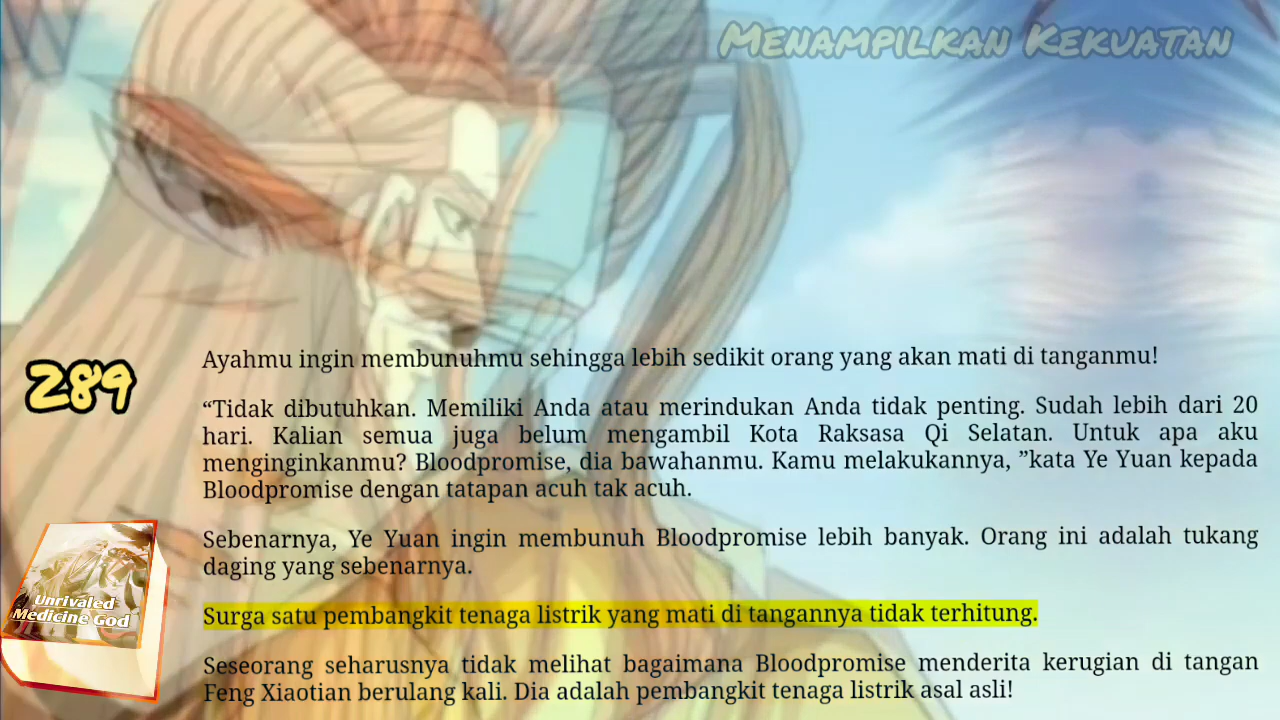 Menampilkan Kekuatan
289
Ayahmu ingin membunuhmu sehingga lebih sedikit orang yang akan mati di tanganmu!
“Tidak dibutuhkan. Memiliki Anda atau merindukan Anda tidak penting. Sudah lebih dari 20
hari. Kalian semua juga belum mengambil Kota Raksasa Qi Selatan. Untuk apa aku
menginginkanmu? Bloodpromise, dia bawahanmu. Kamu melakukannya, ”kata Ye Yuan kepada
Bloodpromise dengan tatapan acuh tak acuh.
Sebenarnya, Ye Yuan ingin membunuh Bloodpromise lebih banyak. Orang ini adalah tukang
daging yang sebenarnya.
Surga satu pembangkit tenaga listrik yang mati di tangannya tidak terhitung.
Seseorang seharusnya tidak melihat bagaimana Bloodpromise menderita kerugian di tangan
Feng Xiaotian berulang kali. Dia adalah pembangkit tenaga listrik asal asli!
Unrivaled
Medicine God